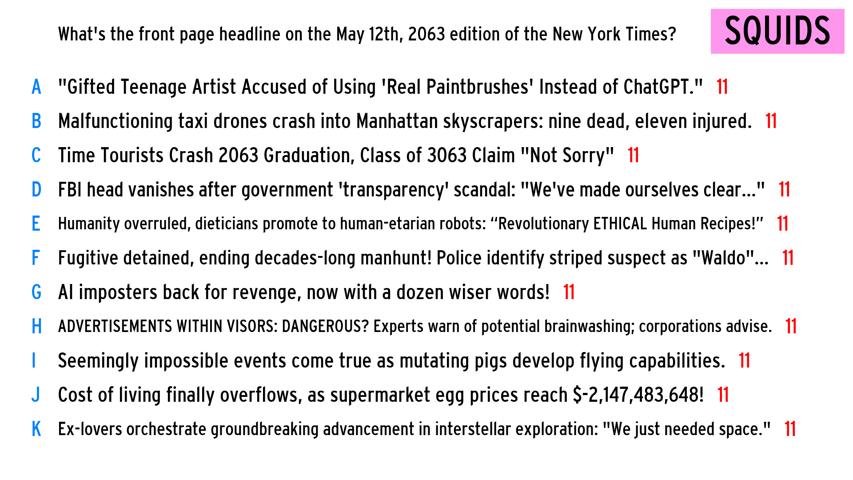 What's the front page headline on the May 12th, 2063 edition of the New York Times?
SQUIDS
A "Gifted Teenage Artist Accused of Using 'Real Paintbrushes' Instead of ChatGPT." 11
B Malfunctioning taxi drones crash into Manhattan skyscrapers: nine dead, eleven injured. 11
C Time Tourists Crash 2063 Graduation, Class of 3063 Claim "Not Sorry" 11
D FBI head vanishes after government 'transparency' scandal: "We've made ourselves clear..." 11
E Humanity overruled, dieticians promote to human-etarian robots: “Revolutionary ETHICAL Human Recipes!” 11
F Fugitive detained, ending decades-long manhunt! Police identify striped suspect as "Waldo"... 11
G AI imposters back for revenge, now with a dozen wiser words! 11
H ADVERTISEMENTS WITHIN VISORS: DANGEROUS? Experts warn of potential brainwashing; corporations advise. 11
I Seemingly impossible events come true as mutating pigs develop flying capabilities. 11
J Cost of living finally overflows, as supermarket egg prices reach $-2,147,483,648! 11
K Ex-lovers orchestrate groundbreaking advancement in interstellar exploration: "We just needed space." 11